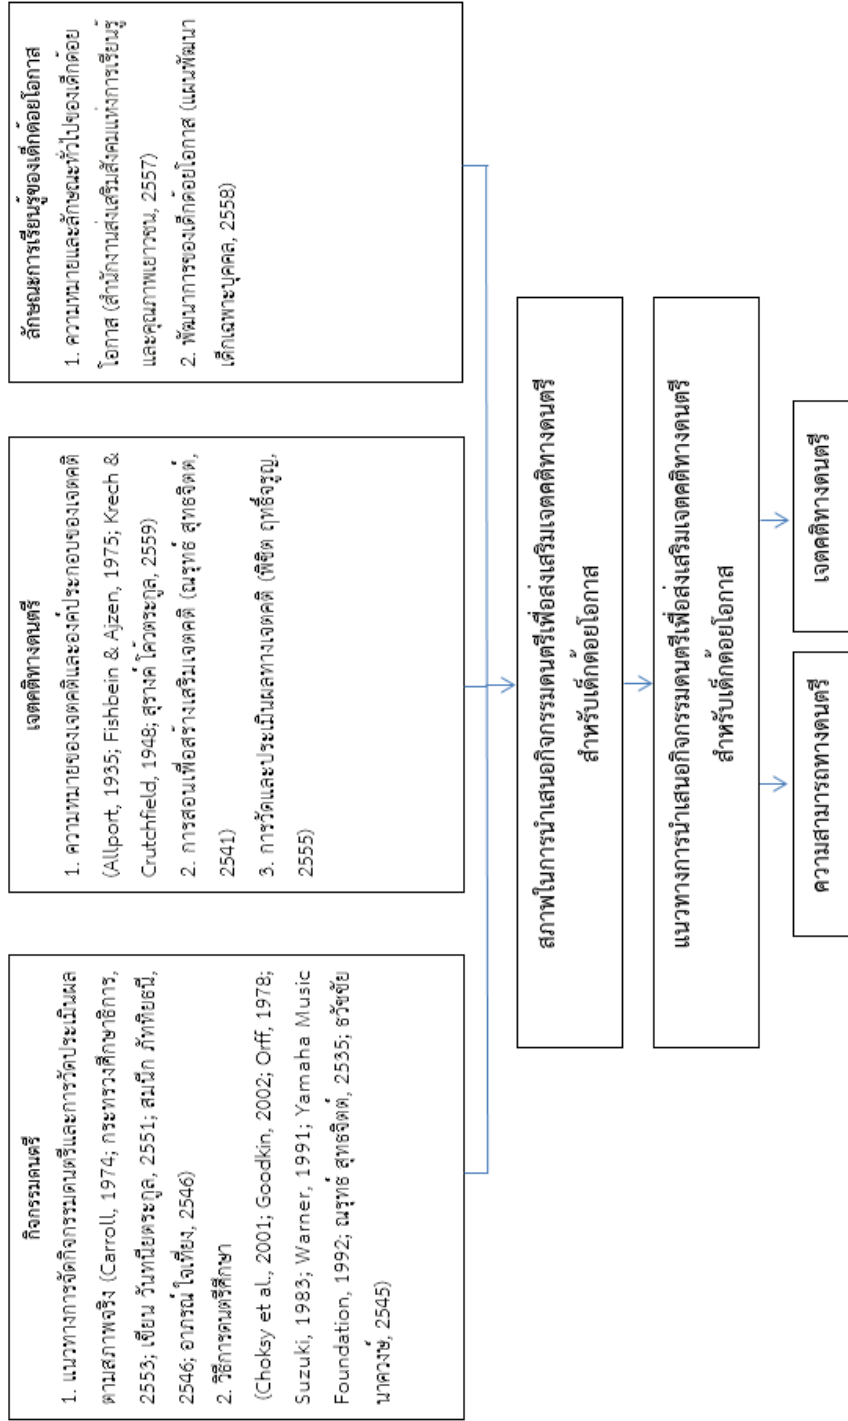 กิจกรรมดนตรี
1. แนวทางการจัดกิจกรรมดนตรีและการวัดประเมินผล
ตามสภาพจริง (Carroll, 1974; กระทรวงศึกษาธิการ,
2553; เขียน วันทนียตระกูล, 2551; สมนึก ภัททิยธนี,
2546; อาภรณ์ ใจเที่ยง, 2546)
2. วิธีการดนตรีศึกษา
(Choksy et al., 2001; Goodkin, 2002; Orff, 1978;
Suzuki, 1983; Warner, 1991; Yamaha Music
Foundation, 1992; ณรุทธ์ สุทธจิตต์, 2535; ธวัชชัย
นาควงษ์, 2545)
เจตคติทางดนตรี
1. ความหมายของเจตคติและองค์ประกอบของเจตคติ
(Allport, 1935; Fishbein & Ajzen, 1975; Krech &
Crutchfield, 1948; สุรางค์ โค้วตระกูล, 2559)
2. การสอนเพื่อสร้างเสริมเจตคติ (ณรุทธ์ สุทธจิตต์,
2541)
3. การวัดและประเมินผลทางเจตคติ (พิชิต ฤทธิ์จรูญ,
2555)
ลักษณะการเรียนรู้ของเด็กด้อยโอกาส
1. ความหมายและลักษณะทั่วไปของเด็กด้อย
โอกาส (สำนักงานส่งเสริมสังคมแห่งการเรียนรู้
และคุณภาพเยาวชน, 2557)
2. พัฒนาการของเด็กด้อยโอกาส (แผนพัฒนา
เด็กเฉพาะบุคคล, 2558)
สภาพในการนำเสนอกิจกรรมดนตรีเพื่อส่งเสริมเจตคติทางดนตรี
สำหรับเด็กด้อยโอกาส
แนวทางการนำเสนอกิจกรรมดนตรีเพื่อส่งเสริมเจตคติทางดนตรี
สำหรับเด็กด้อยโอกาส
ความสามารถทางดนตรี
เจตคติทางดนตรี